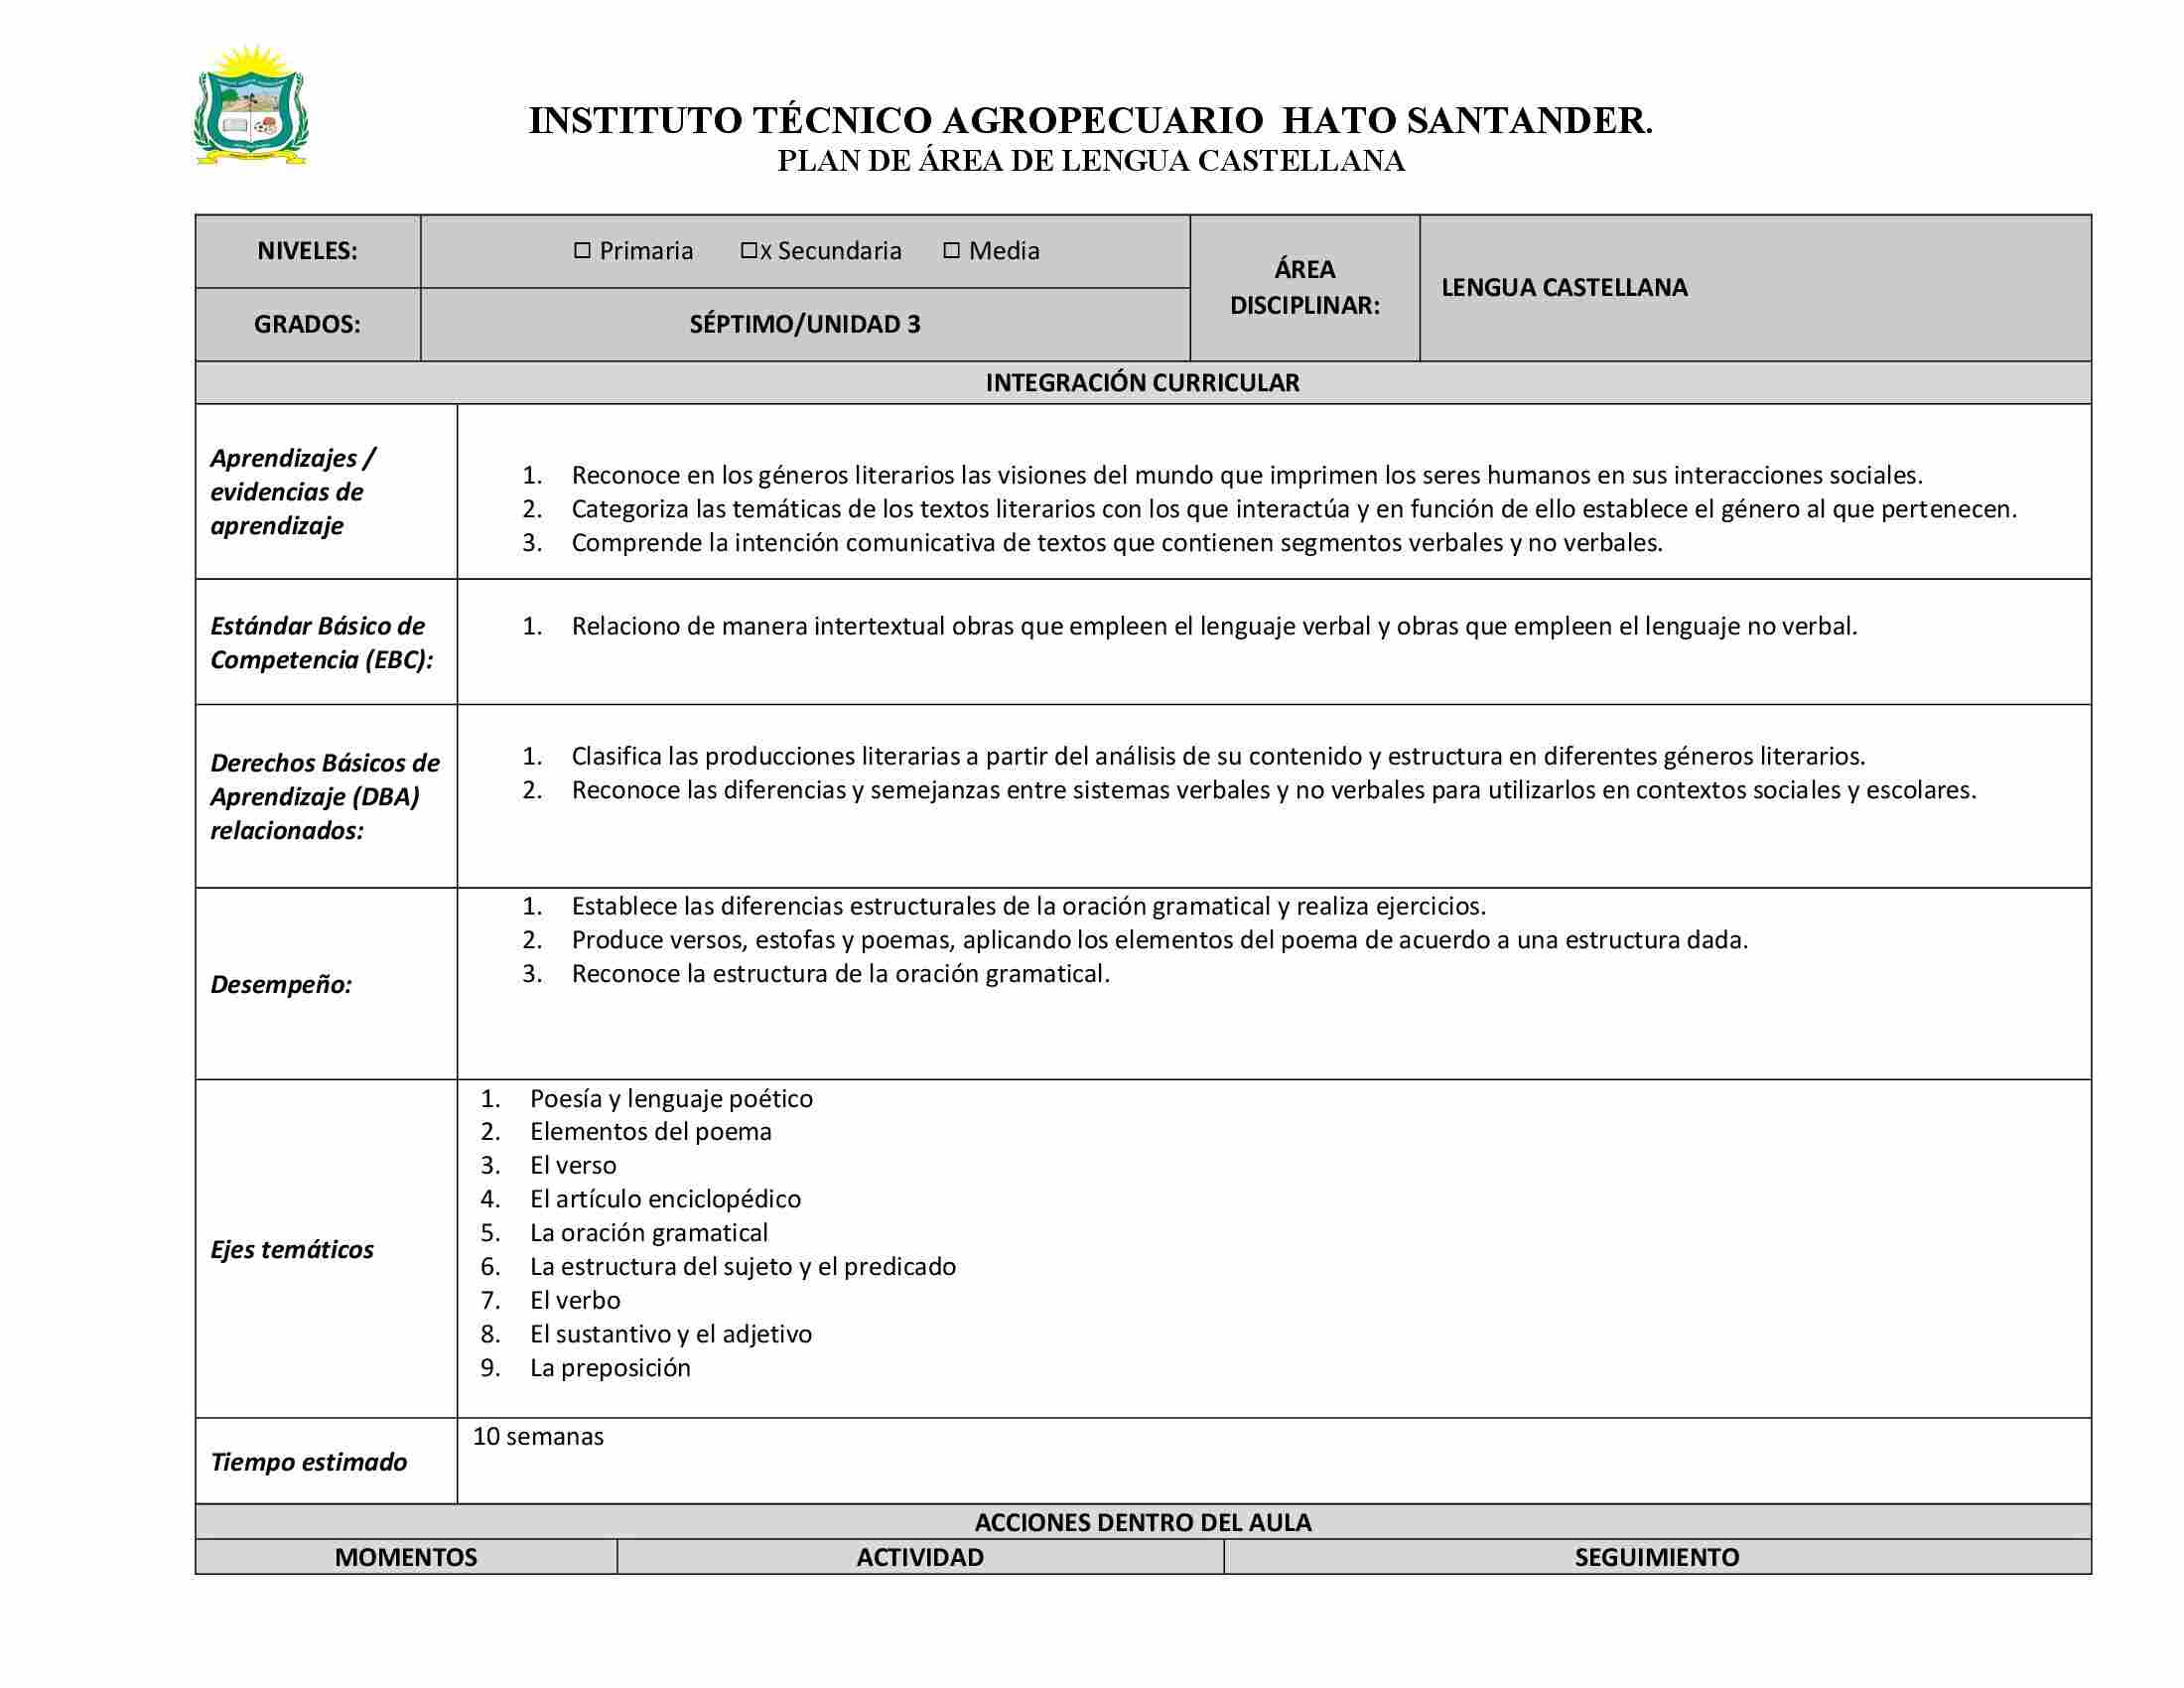 INSTITUTO TÉCNICO AGROPECUARIO HATO SANTANDER.
PLAN DE ÁREA DE LENGUA CASTELLANA
NIVELES:
☐ Primaria ☐x Secundaria ☐ Media
ÁREA
DISCIPLINAR:
LENGUA CASTELLANA
GRADOS:
SÉPTIMO/UNIDAD 3
INTEGRACIÓN CURRICULAR
Aprendizajes /
evidencias de
aprendizaje
1. Reconoce en los géneros literarios las visiones del mundo que imprimen los seres humanos en sus interacciones sociales.
2. Categoriza las temáticas de los textos literarios con los que interactúa y en función de ello establece el género al que pertenecen.
3. Comprende la intención comunicativa de textos que contienen segmentos verbales y no verbales.
Estándar Básico de
Competencia (EBC):
1. Relaciono de manera intertextual obras que empleen el lenguaje verbal y obras que empleen el lenguaje no verbal.
Derechos Básicos de
Aprendizaje (DBA)
relacionados:
1. Clasifica las producciones literarias a partir del análisis de su contenido y estructura en diferentes géneros literarios.
2. Reconoce las diferencias y semejanzas entre sistemas verbales y no verbales para utilizarlos en contextos sociales y escolares.
Desempeño:
1. Establece las diferencias estructurales de la oración gramatical y realiza ejercicios.
2. Produce versos, estofas y poemas, aplicando los elementos del poema de acuerdo a una estructura dada.
3. Reconoce la estructura de la oración gramatical.
Ejes temáticos
1. Poesía y lenguaje poético
2. Elementos del poema
3. El verso
4. El artículo enciclopédico
5. La oración gramatical
6. La estructura del sujeto y el predicado
7. El verbo
8. El sustantivo y el adjetivo
9. La preposición
Tiempo estimado
10 semanas
ACCIONES DENTRO DEL AULA
MOMENTOS
ACTIVIDAD
SEGUIMIENTO